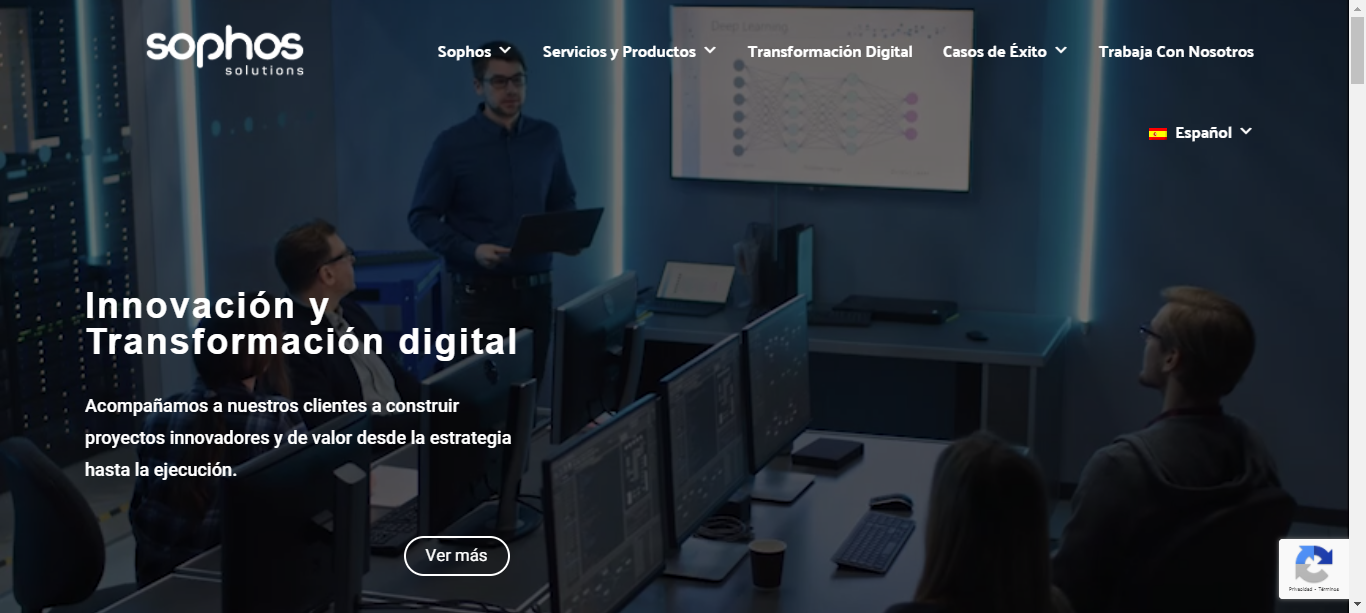 sophos
solutions
Sophos
Servicios y Productos
Transformación Digital
Casos de Éxito
Trabaja Con Nosotros
Español
Deep Learning
Innovación y
Transformación digital
Acompañamos a nuestros clientes a construir
proyectos innovadores y de valor desde la estrategia
hasta la ejecución.
Ver más
Privacidad - Términos